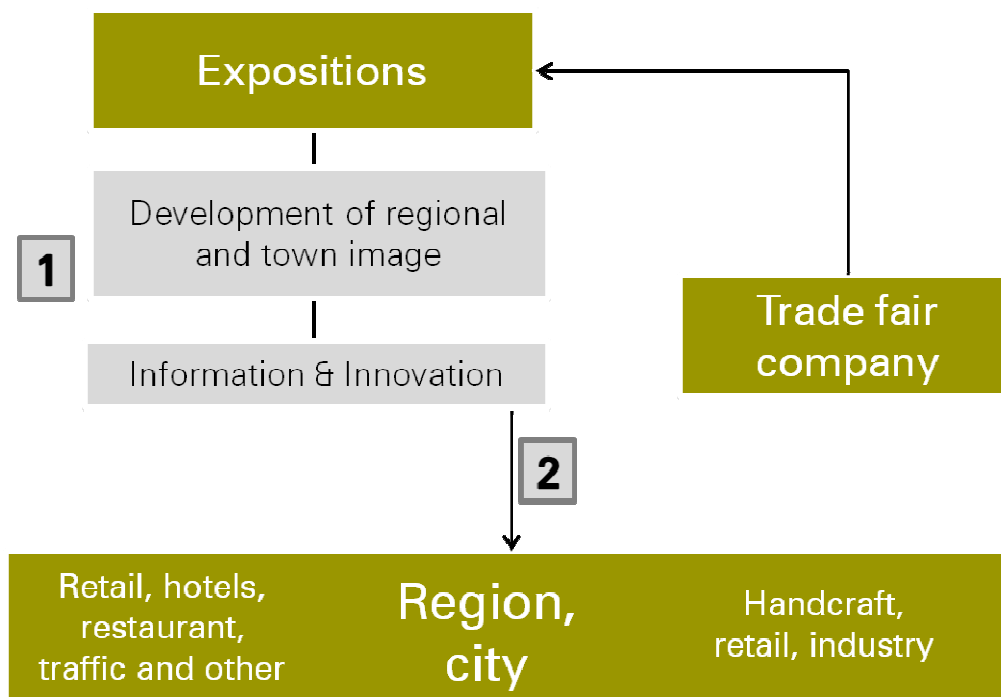 Expositions
Development of regional
and town image
1
Trade fair
company
Information & Innovation
2
Retail, hotels,
restaurant,
traffic and other
Region,
city
Handcraft,
retail, industry